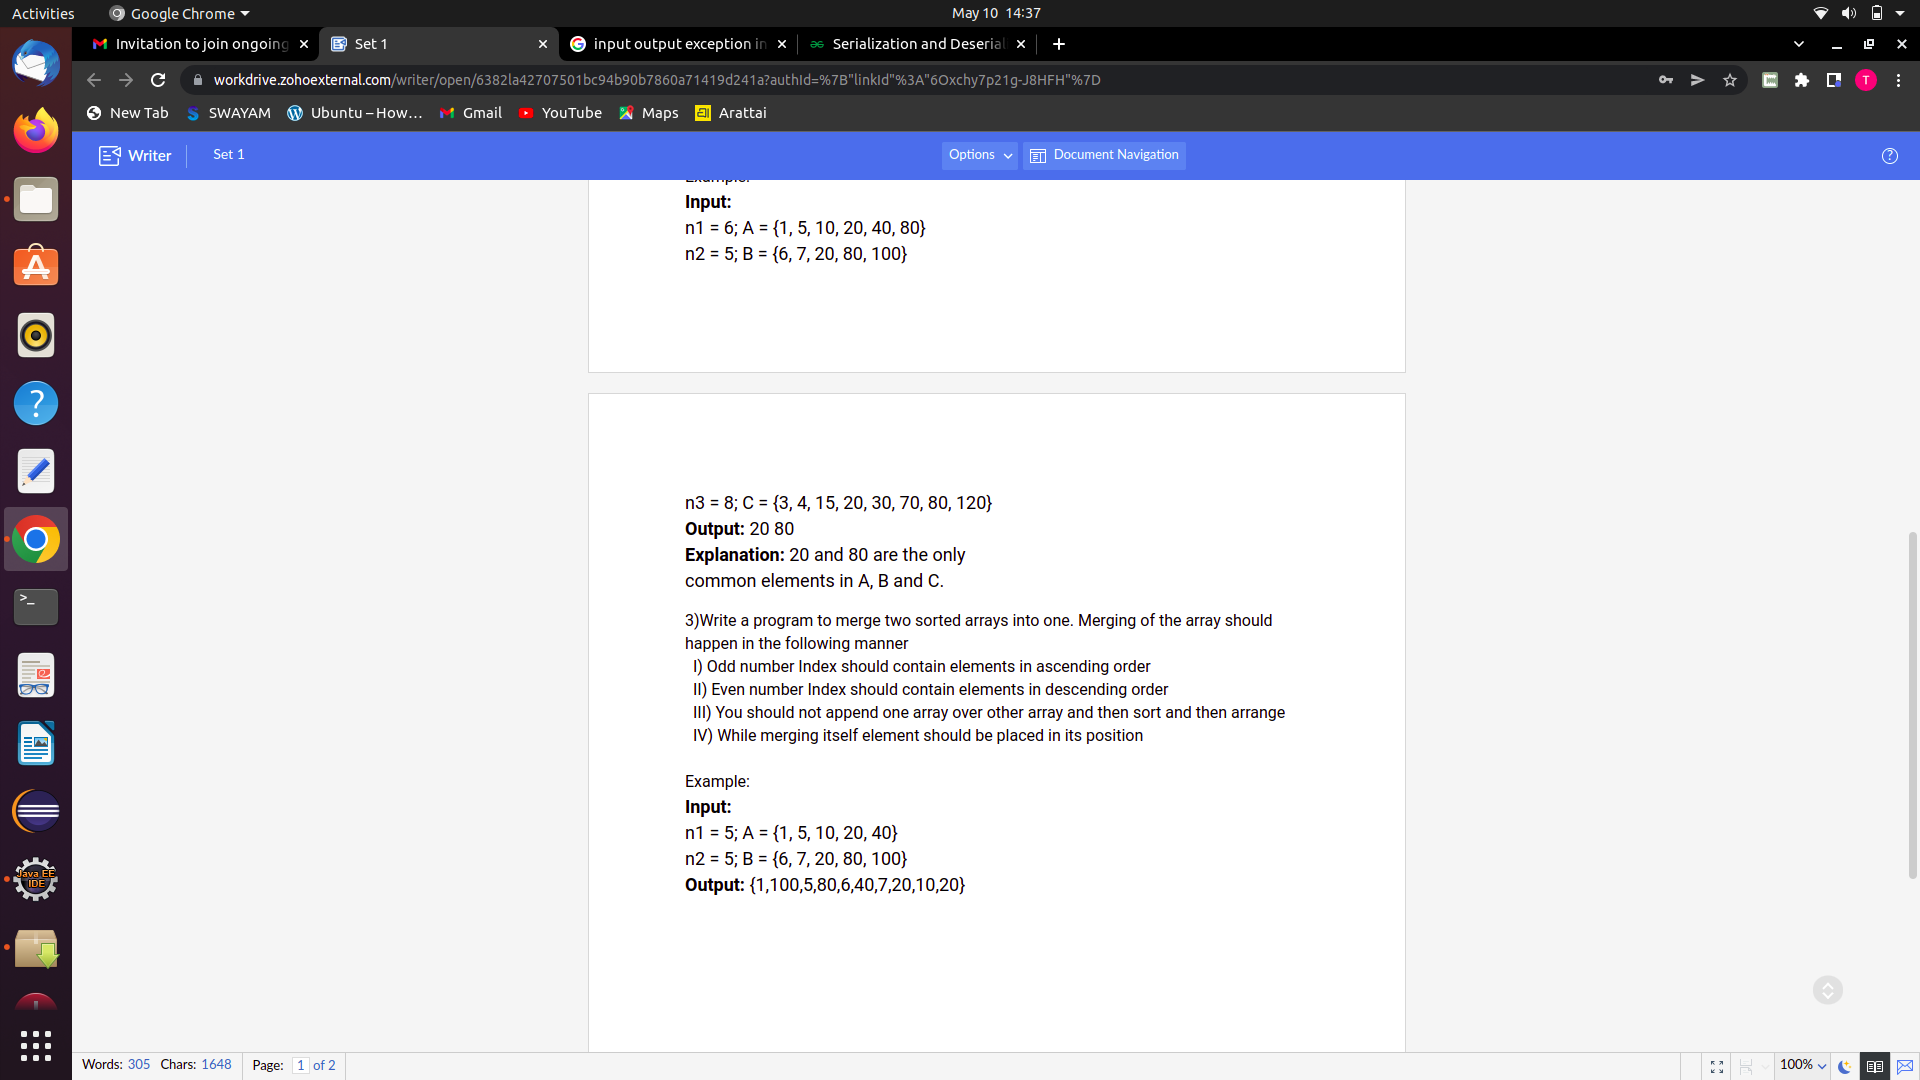 Activities
Google Chrome
May 10 14:37
Invitation to join ongoing
Set 1
input output exception in
Serialization and Deserial
workdrive.zohoexternal.com/writer/open/6382la42707501bc94b90b7860a71419d241a?authId=%7B"linkId"%3A"6Oxchy7p21g-J8HFH"%7D
T
New Tab
SWAYAM
Ubuntu – How…
Gmail
YouTube
Maps
Arattai
Writer
Set 1
Options
Document Navigation
Example:
Input:
n1 = 6; A = {1, 5, 10, 20, 40, 80}
n2 = 5; B = {6, 7, 20, 80, 100}
n3 = 8; C = {3, 4, 15, 20, 30, 70, 80, 120}
Output: 20 80
Explanation: 20 and 80 are the only
common elements in A, B and C.
3)Write a program to merge two sorted arrays into one. Merging of the array should
happen in the following manner
I) Odd number Index should contain elements in ascending order
II) Even number Index should contain elements in descending order
III) You should not append one array over other array and then sort and then arrange
IV) While merging itself element should be placed in its position
Example:
Input:
n1 = 5; A = {1, 5, 10, 20, 40}
n2 = 5; B = {6, 7, 20, 80, 100}
Output: {1,100,5,80,6,40,7,20,10,20}
Java EE
IDE
Words: 305 Chars: 1648 Page: 1 of 2
100%